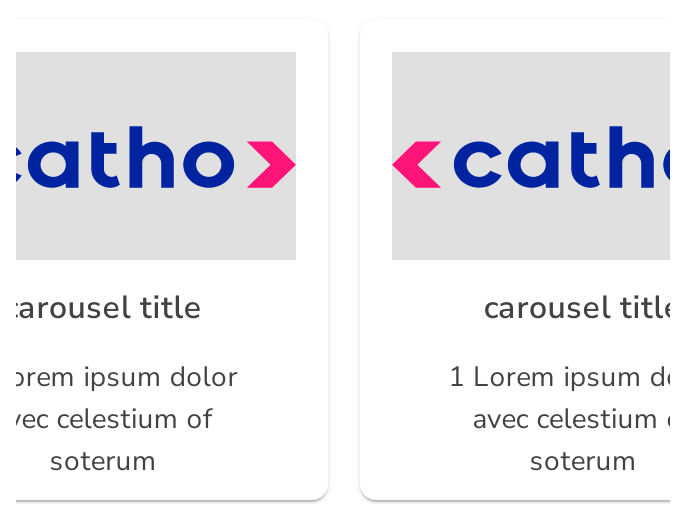 catho
carousel title
orem ipsum dolor
vec celestium of
soterum
catho
carousel title
1 Lorem ipsum do
avec celestium
soterum